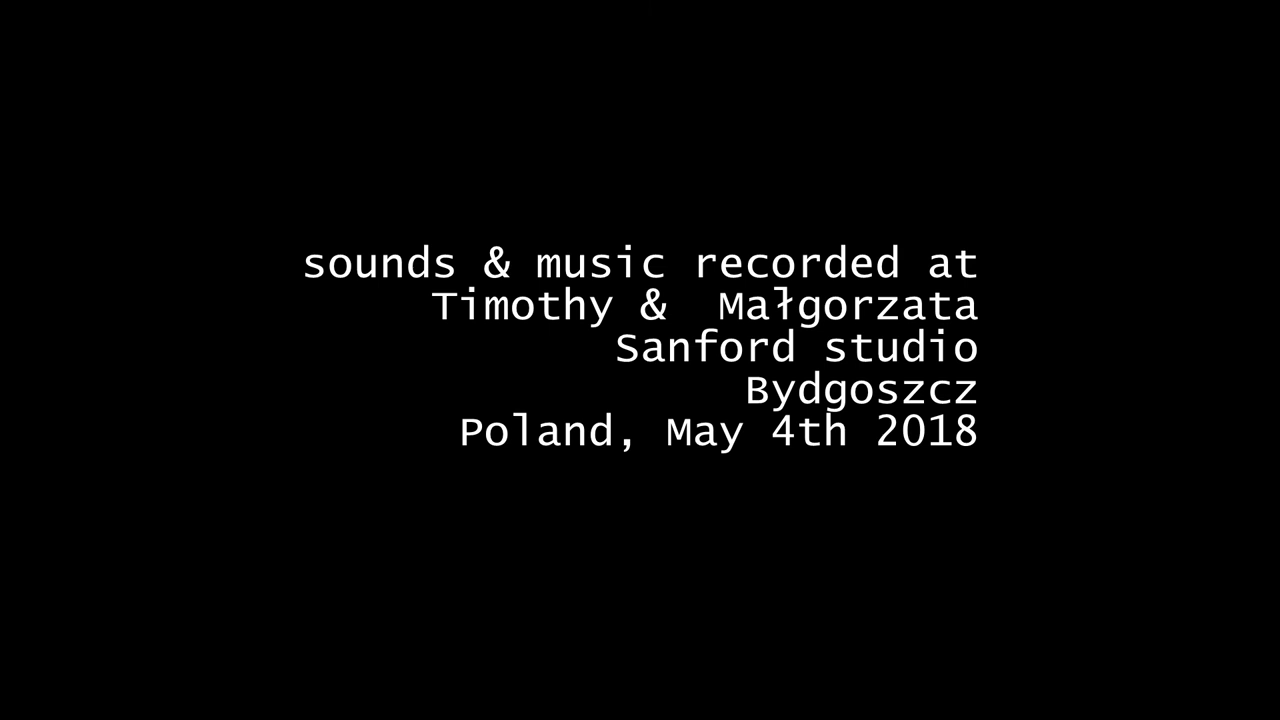 sounds & music recorded at
Timothy &  Małgorzata
Sanford studio
Bydgoszcz
Poland, May 4th 2018